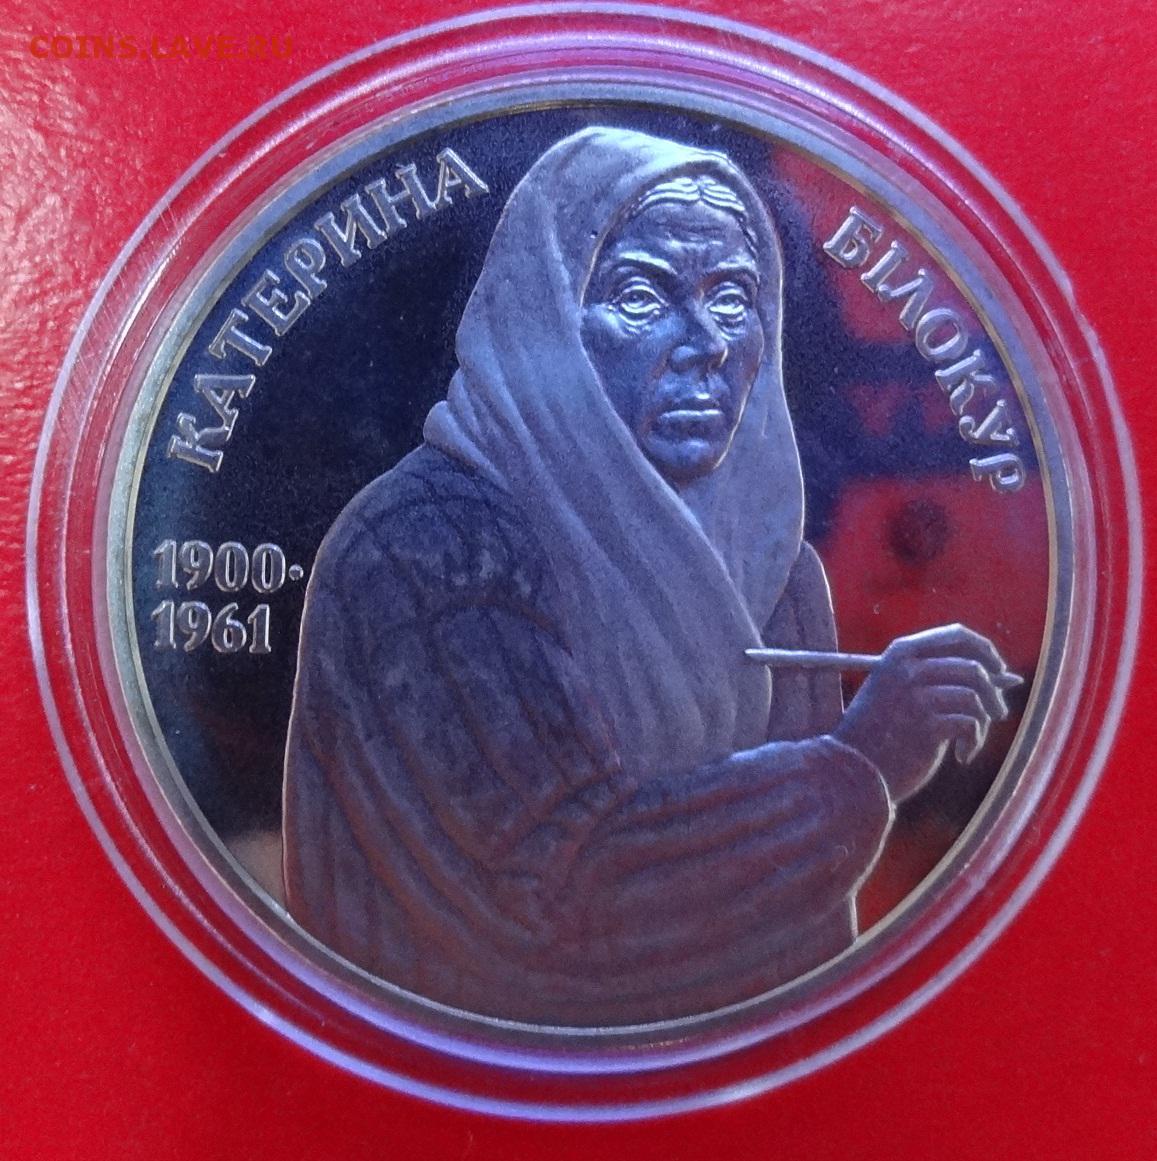 COINS.LAVE.RU
КАТЕРИНА
БІЛОКУР
1900-
1961